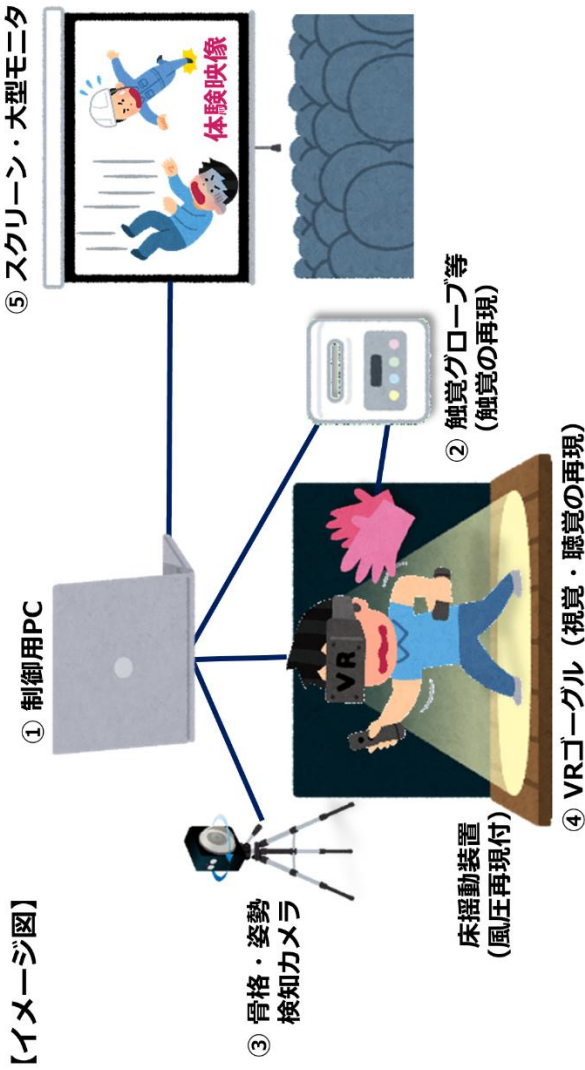 【イメージ図】
① 制御用PC
⑤ スクリーン・大型モニタ
体験映像
③ 骨格・姿勢
検知カメラ
② 触覚グローブ等
(触覚の再現)
VR
床揺動装置
(風圧再現付)
④ VRゴーグル (視覚・聴覚の再現)